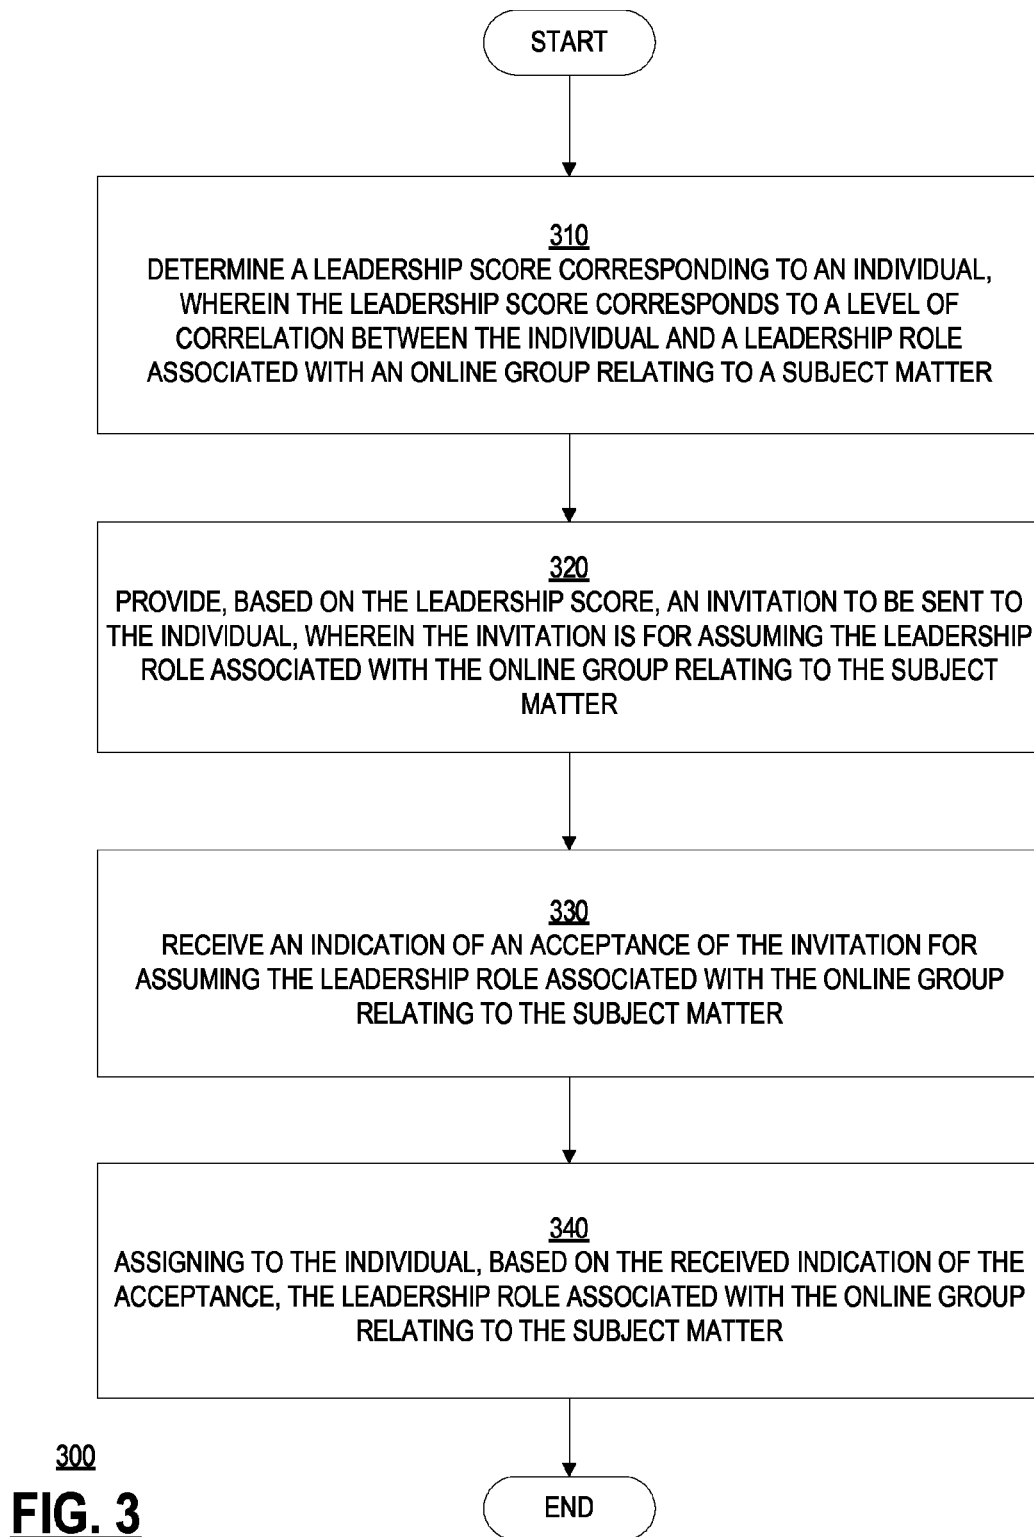 START
310
DETERMINE A LEADERSHIP SCORE CORRESPONDING TO AN INDIVIDUAL,
WHEREIN THE LEADERSHIP SCORE CORRESPONDS TO A LEVEL OF
CORRELATION BETWEEN THE INDIVIDUAL AND A LEADERSHIP ROLE
ASSOCIATED WITH AN ONLINE GROUP RELATING TO A SUBJECT MATTER
320
PROVIDE, BASED ON THE LEADERSHIP SCORE, AN INVITATION TO BE SENT TO
THE INDIVIDUAL, WHEREIN THE INVITATION IS FOR ASSUMING THE LEADERSHIP
ROLE ASSOCIATED WITH THE ONLINE GROUP RELATING TO THE SUBJECT
MATTER
330
RECEIVE AN INDICATION OF AN ACCEPTANCE OF THE INVITATION FOR
ASSUMING THE LEADERSHIP ROLE ASSOCIATED WITH THE ONLINE GROUP
RELATING TO THE SUBJECT MATTER
340
ASSIGNING TO THE INDIVIDUAL, BASED ON THE RECEIVED INDICATION OF THE
ACCEPTANCE, THE LEADERSHIP ROLE ASSOCIATED WITH THE ONLINE GROUP
RELATING TO THE SUBJECT MATTER
END
300
FIG. 3